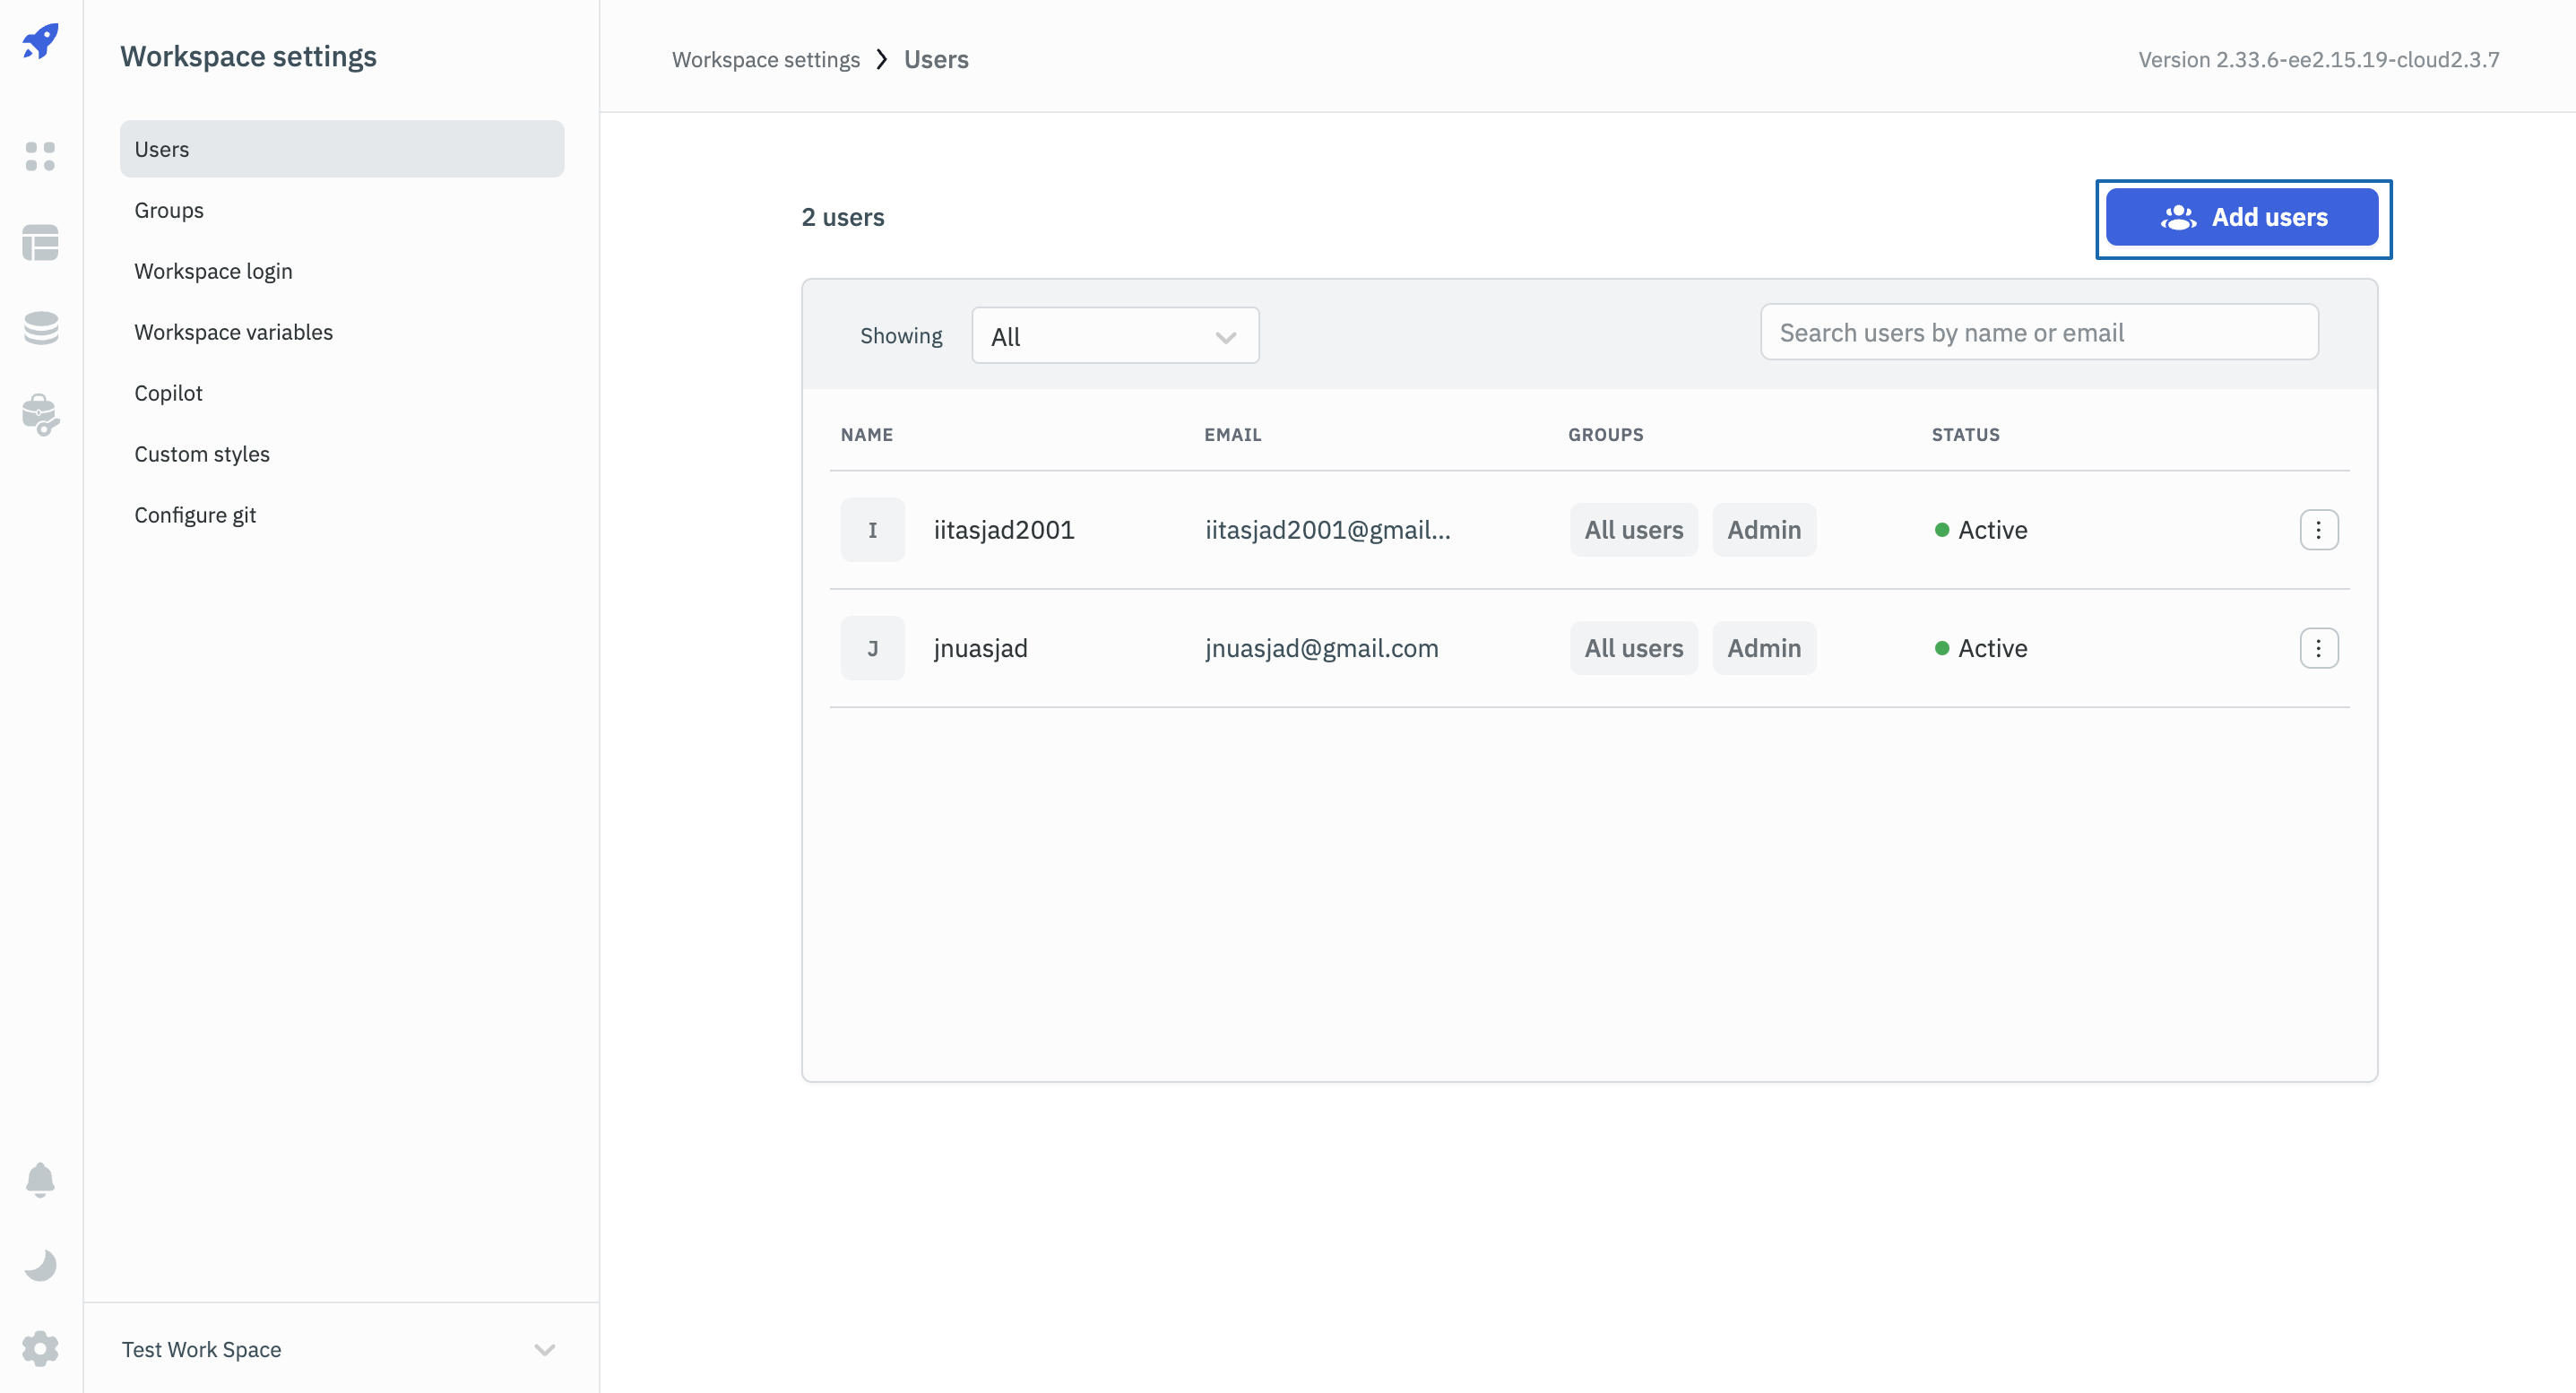 Workspace settings
Users
Groups
Workspace login
Workspace variables
Copilot
Custom styles
Configure git
Test Work Space
Workspace settings Users
Version 2.33.6-ee2.15.19-cloud2.3.7
2 users
Add users
Showing All
Search users by name or email
NAME EMAIL GROUPS STATUS
I iitasjad2001 iitasjad2001@gmail... All users Admin Active
J jnuasjad jnuasjad@gmail.com All users Admin Active